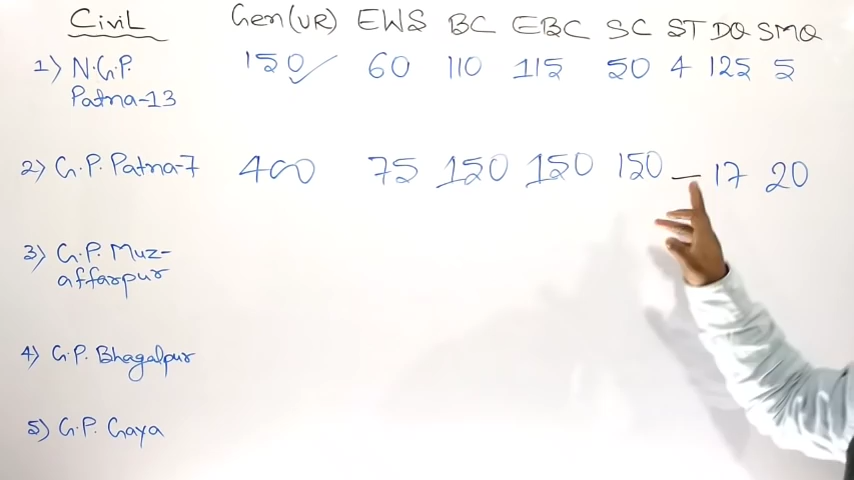 Civil Gen(UR) EWS BC EBC SC ST DQ SMQ
1) N.G.P. 150 60 110 115 50 4 125 5
Patna-13
2) G.P. Patna-7 400 75 150 150 150 — 17 20
3) G.P. Muz-
affarpur
4) G.P. Bhagalpur
5) G.P. Gaya